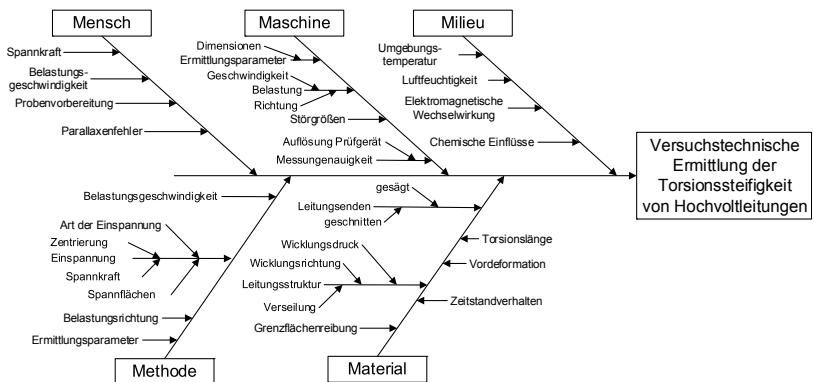 Mensch
Maschine
Milieu
Spannkraft
Belastungs-
geschwindigkeit
Probenvorbereitung
Parallaxenfehler
Dimensionen
Ermittlungsparameter
Geschwindigkeit
Belastung
Richtung
Störgrößen
Auflösung Prüfgerät
Messungenauigkeit
Umgebungs-
temperatur
Luftfeuchtigkeit
Elektromagnetische
Wechselwirkung
Chemische Einflüsse
Versuchstechnische
Ermittlung der
Torsionssteifigkeit
von Hochvoltleitungen
Belastungsgeschwindigkeit
Art der Einspannung
Zentrierung
Einspannung
Spannkraft
Spannflächen
Belastungsrichtung
Ermittlungsparameter
gesägt
Leitungsenden
geschnitten
Wicklungsdruck
Wicklungsrichtung
Leitungsstruktur
Verseilung
Grenzflächenreibung
Torsionslänge
Vordeformation
Zeitstandverhalten
Methode
Material